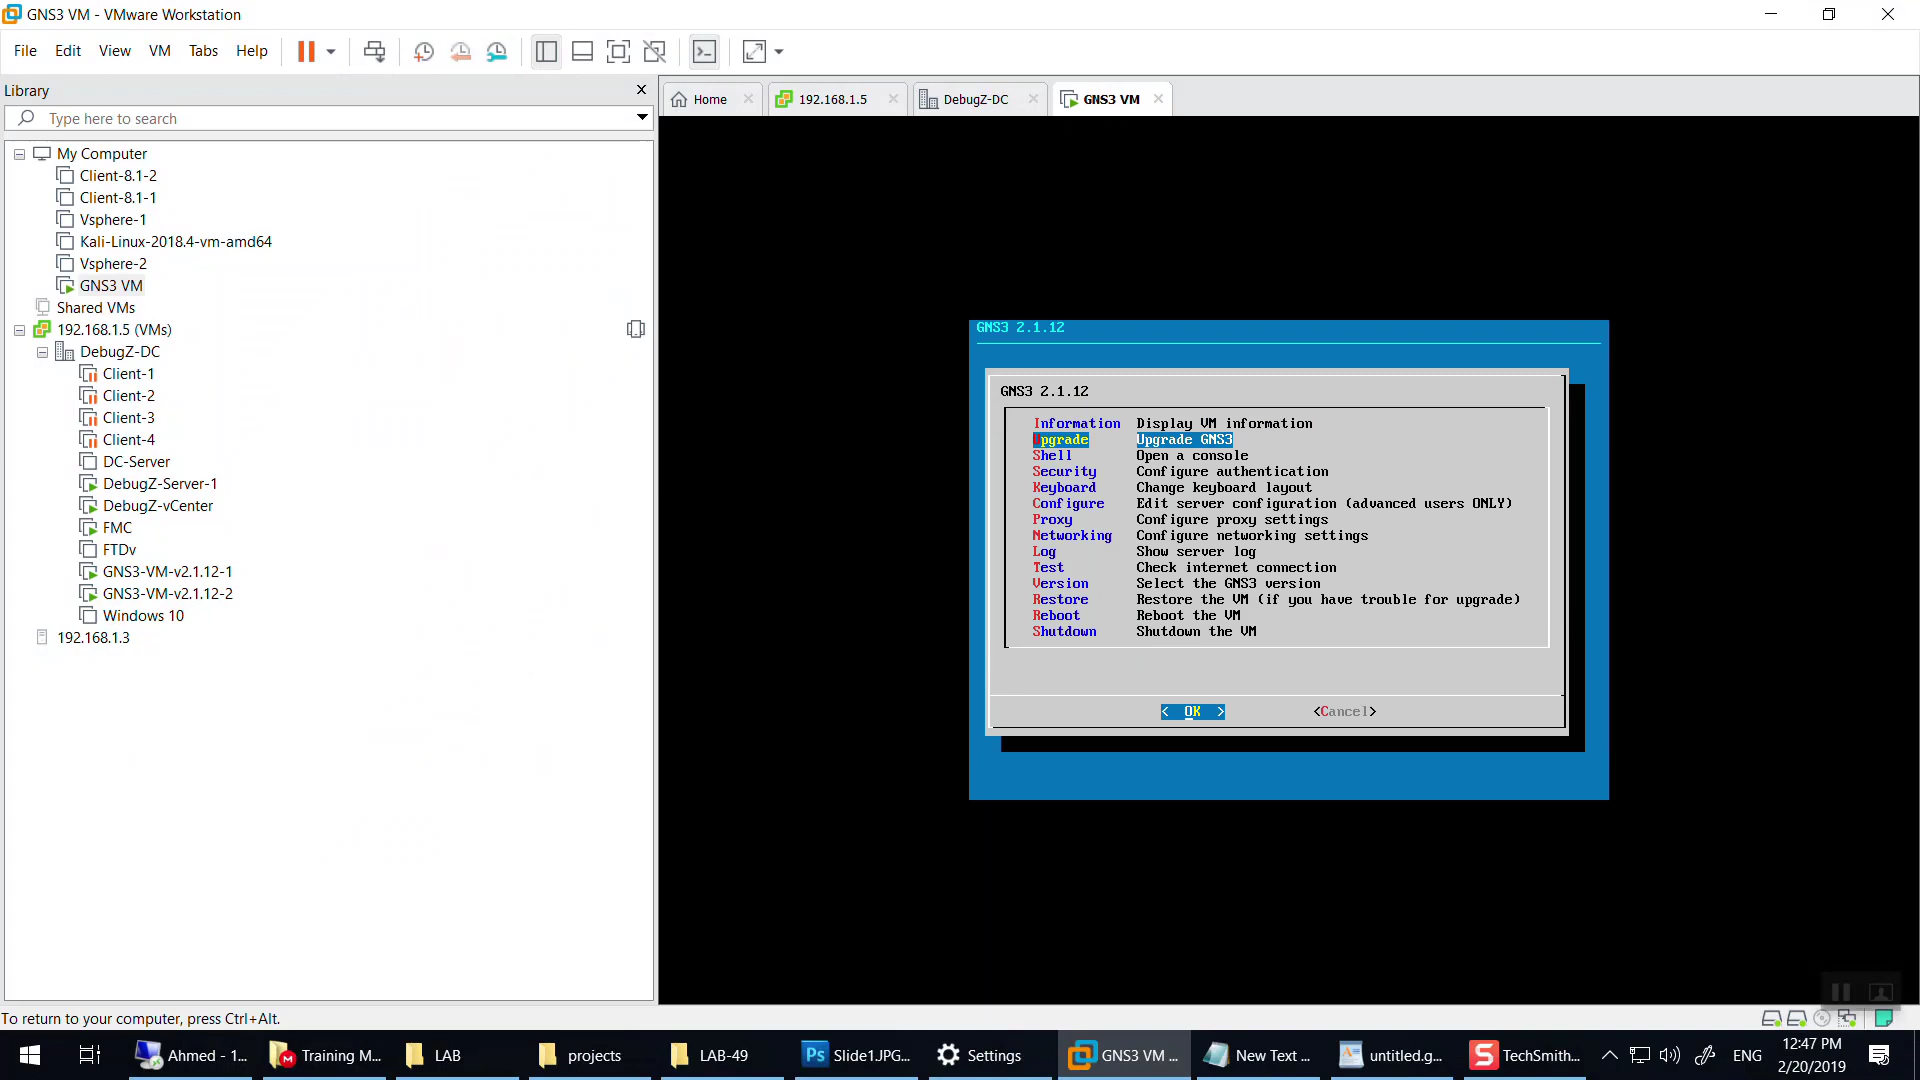 GNS3 VM - VMware Workstation
File Edit View VM Tabs Help
Library
Type here to search
Home 192.168.1.5 DebugZ-DC GNS3 VM
My Computer
Client-8.1-2
Client-8.1-1
Vsphere-1
Kali-Linux-2018.4-vm-amd64
Vsphere-2
GNS3 VM
Shared VMs
192.168.1.5 (VMs)
DebugZ-DC
Client-1
Client-2
Client-3
Client-4
DC-Server
DebugZ-Server-1
DebugZ-vCenter
FMC
FTDv
GNS3-VM-v2.1.12-1
GNS3-VM-v2.1.12-2
Windows 10
192.168.1.3
GNS3 2.1.12
GNS3 2.1.12
Information Display VM information
Upgrade Upgrade GNS3
Shell Open a console
Security Configure authentication
Keyboard Change keyboard layout
Configure Edit server configuration (advanced users ONLY)
Proxy Configure proxy settings
Networking Configure networking settings
Log Show server log
Test Check internet connection
Version Select the GNS3 version
Restore Restore the VM (if you have trouble for upgrade)
Reboot Reboot the VM
Shutdown Shutdown the VM
< OK > <Cancel>
To return to your computer, press Ctrl+Alt.
Ahmed - 1... Training M... LAB projects LAB-49 Ps Slide1.JPG... Settings GNS3 VM ... New Text ... untitled.g... S TechSmith... ENG 12:47 PM
2/20/2019